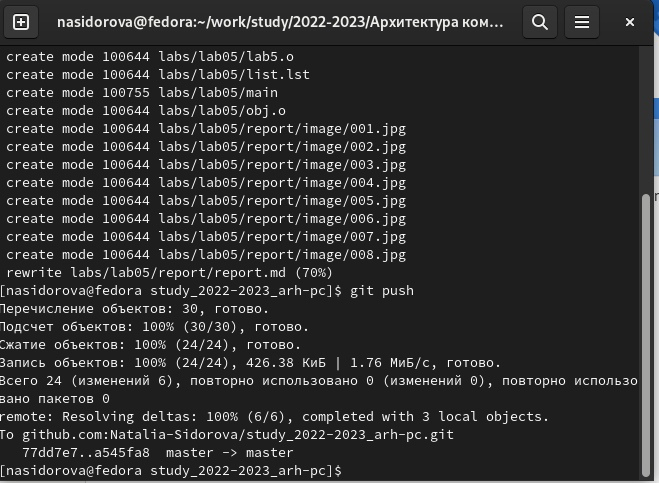 nasidorova@fedora:~/work/study/2022-2023/Архитектура ком...
create mode 100644 labs/lab05/lab5.o
create mode 100644 labs/lab05/list.lst
create mode 100755 labs/lab05/main
create mode 100644 labs/lab05/obj.o
create mode 100644 labs/lab05/report/image/001.jpg
create mode 100644 labs/lab05/report/image/002.jpg
create mode 100644 labs/lab05/report/image/003.jpg
create mode 100644 labs/lab05/report/image/004.jpg
create mode 100644 labs/lab05/report/image/005.jpg
create mode 100644 labs/lab05/report/image/006.jpg
create mode 100644 labs/lab05/report/image/007.jpg
create mode 100644 labs/lab05/report/image/008.jpg
rewrite labs/lab05/report/report.md (70%)
[nasidorova@fedora study_2022-2023_arh-pc]$ git push
Перечисление объектов: 30, готово.
Подсчет объектов: 100% (30/30), готово.
Сжатие объектов: 100% (24/24), готово.
Запись объектов: 100% (24/24), 426.38 КиБ | 1.76 МиБ/с, готово.
Всего 24 (изменений 6), повторно использовано 0 (изменений 0), повторно использо
вано пакетов 0
remote: Resolving deltas: 100% (6/6), completed with 3 local objects.
To github.com:Natalia-Sidorova/study_2022-2023_arh-pc.git
77dd7e7..a545fa8  master -> master
[nasidorova@fedora study_2022-2023_arh-pc]$